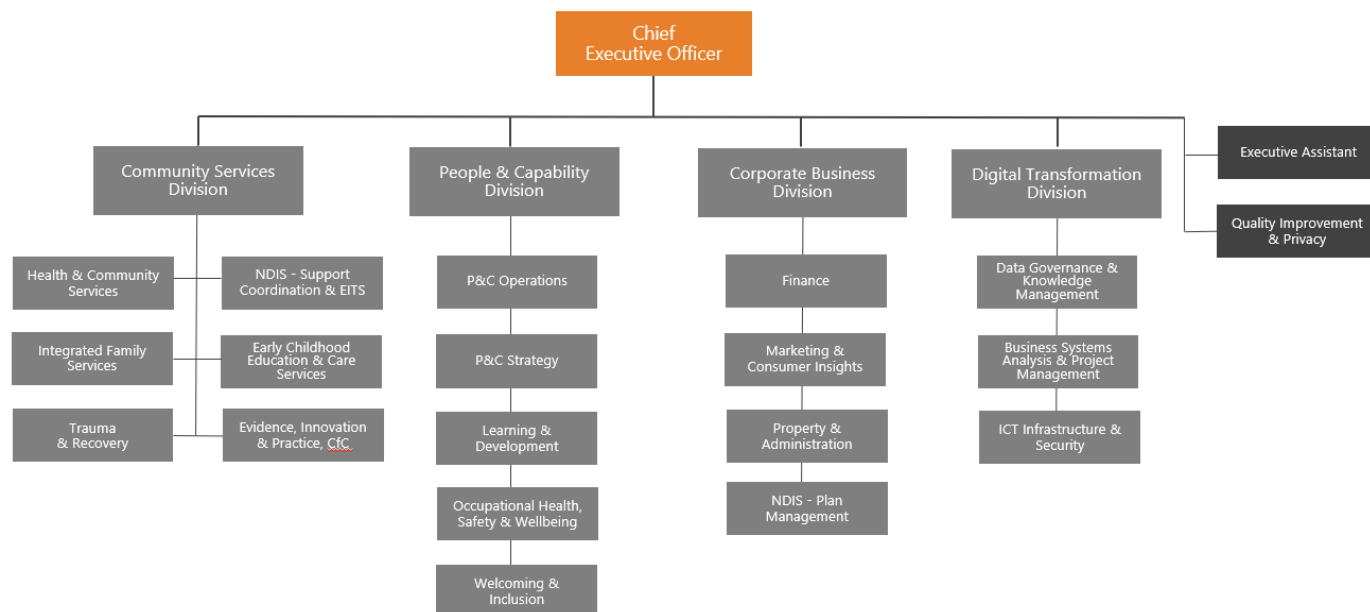 Chief
Executive Officer
Community Services
Division
People & Capability
Division
Corporate Business
Division
Digital Transformation
Division
Executive Assistant
Quality Improvement
& Privacy
Health & Community
Services
NDIS - Support
Coordination & EITS
Integrated Family
Services
Early Childhood
Education & Care
Services
Trauma
& Recovery
Evidence, Innovation
& Practice, CfC
P&C Operations
P&C Strategy
Learning &
Development
Occupational Health,
Safety & Wellbeing
Welcoming &
Inclusion
Finance
Marketing &
Consumer Insights
Property &
Administration
NDIS - Plan
Management
Data Governance &
Knowledge
Management
Business Systems
Analysis & Project
Management
ICT Infrastructure &
Security